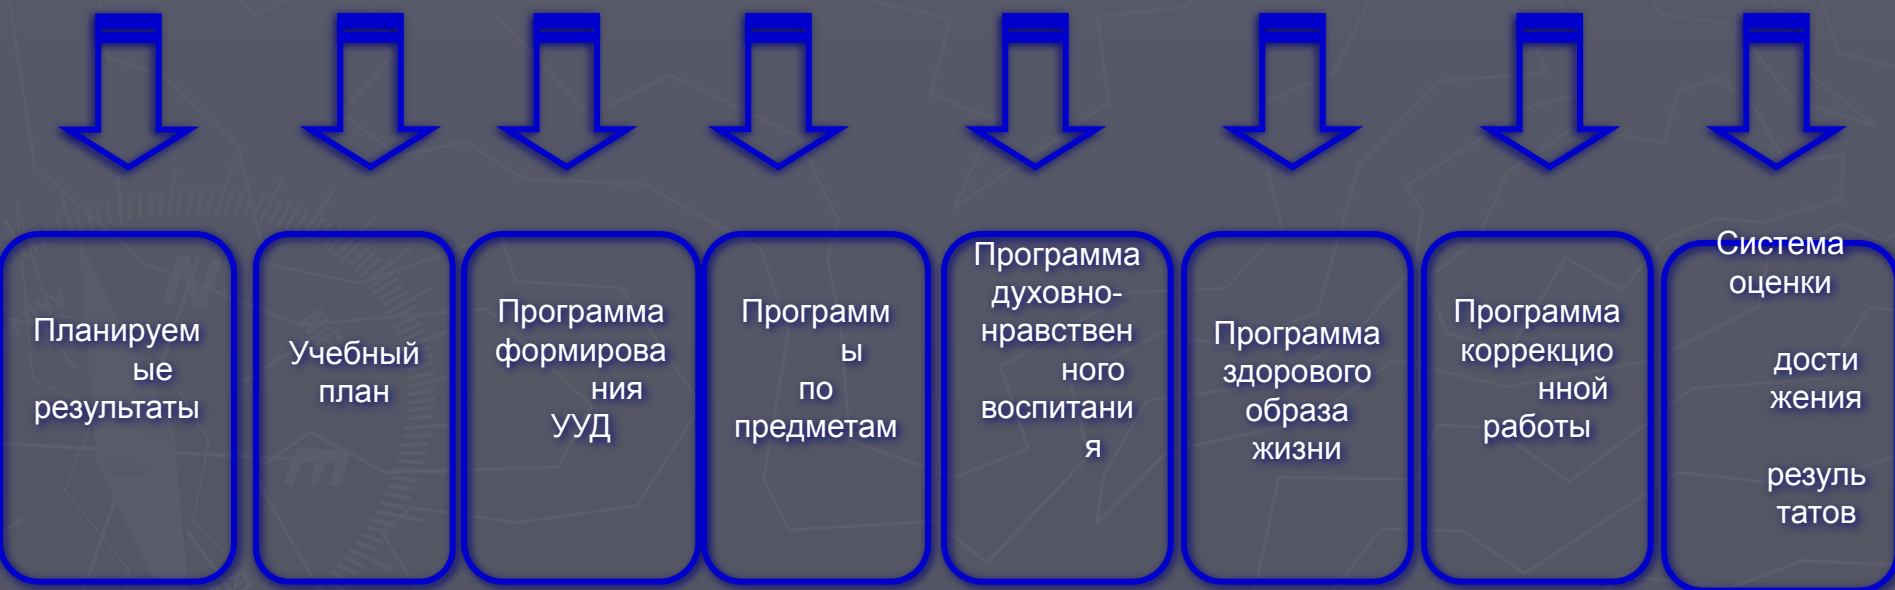 Планируем
ые
результаты
Учебный
план
Программа
формирова
ния
УУД
Программ
ы
по
предметам
Программа
духовно-
нравствен
ного
воспитани
я
Программа
здорового
образа
жизни
Программа
коррекцио
нной
работы
Система
оценки
дости
жения
резуль
татов
N
E